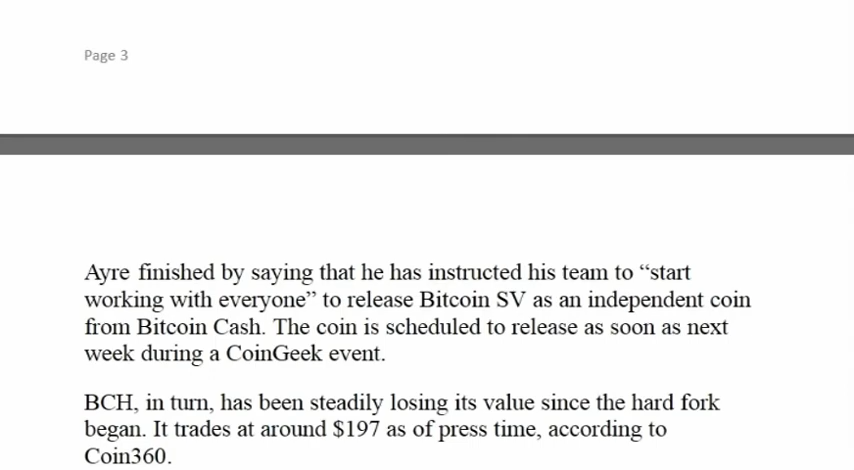 Page 3
Ayre finished by saying that he has instructed his team to “start
working with everyone” to release Bitcoin SV as an independent coin
from Bitcoin Cash. The coin is scheduled to release as soon as next
week during a CoinGeek event.
BCH, in turn, has been steadily losing its value since the hard fork
began. It trades at around $197 as of press time, according to
Coin360.